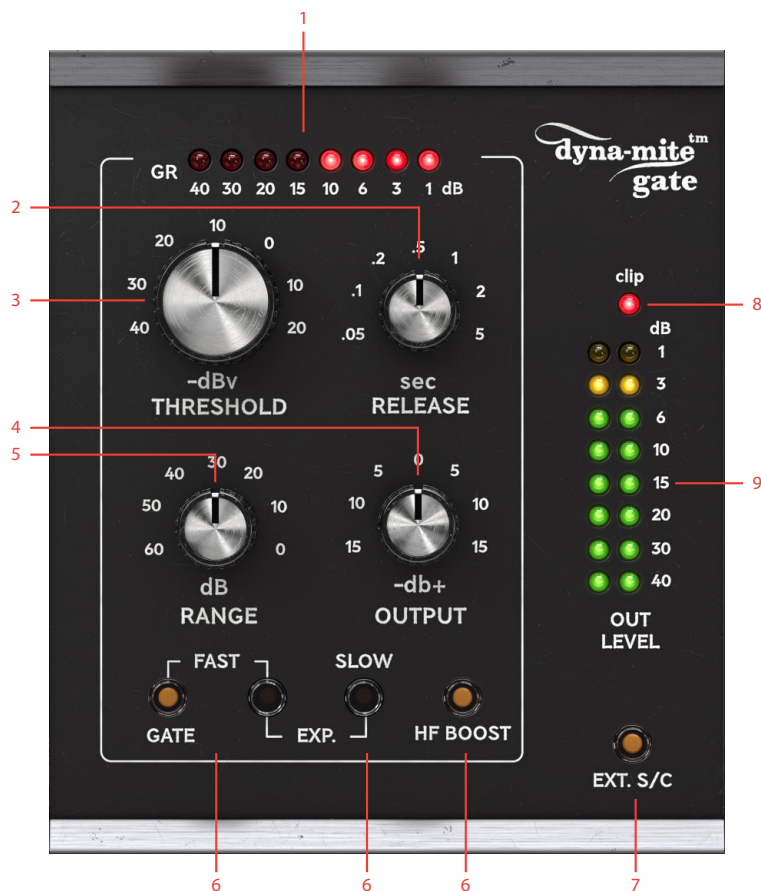 1
dyna-mite™
gate
GR
40 30 20 15 10 6 3 1 dB
2
3
40 30 20 10 0 10 20
-dBv
THRESHOLD
.05 .1 .2 .5 1 2 5
sec
RELEASE
clip
8
dB
1
3
6
10
15
20
30
40
9
OUT
LEVEL
4
5
60 50 40 30 20 10 0
dB
RANGE
15 10 5 0 5 10 15
-db+
OUTPUT
FAST
SLOW
GATE
EXP.
HF BOOST
EXT. S/C
6
6
6
7